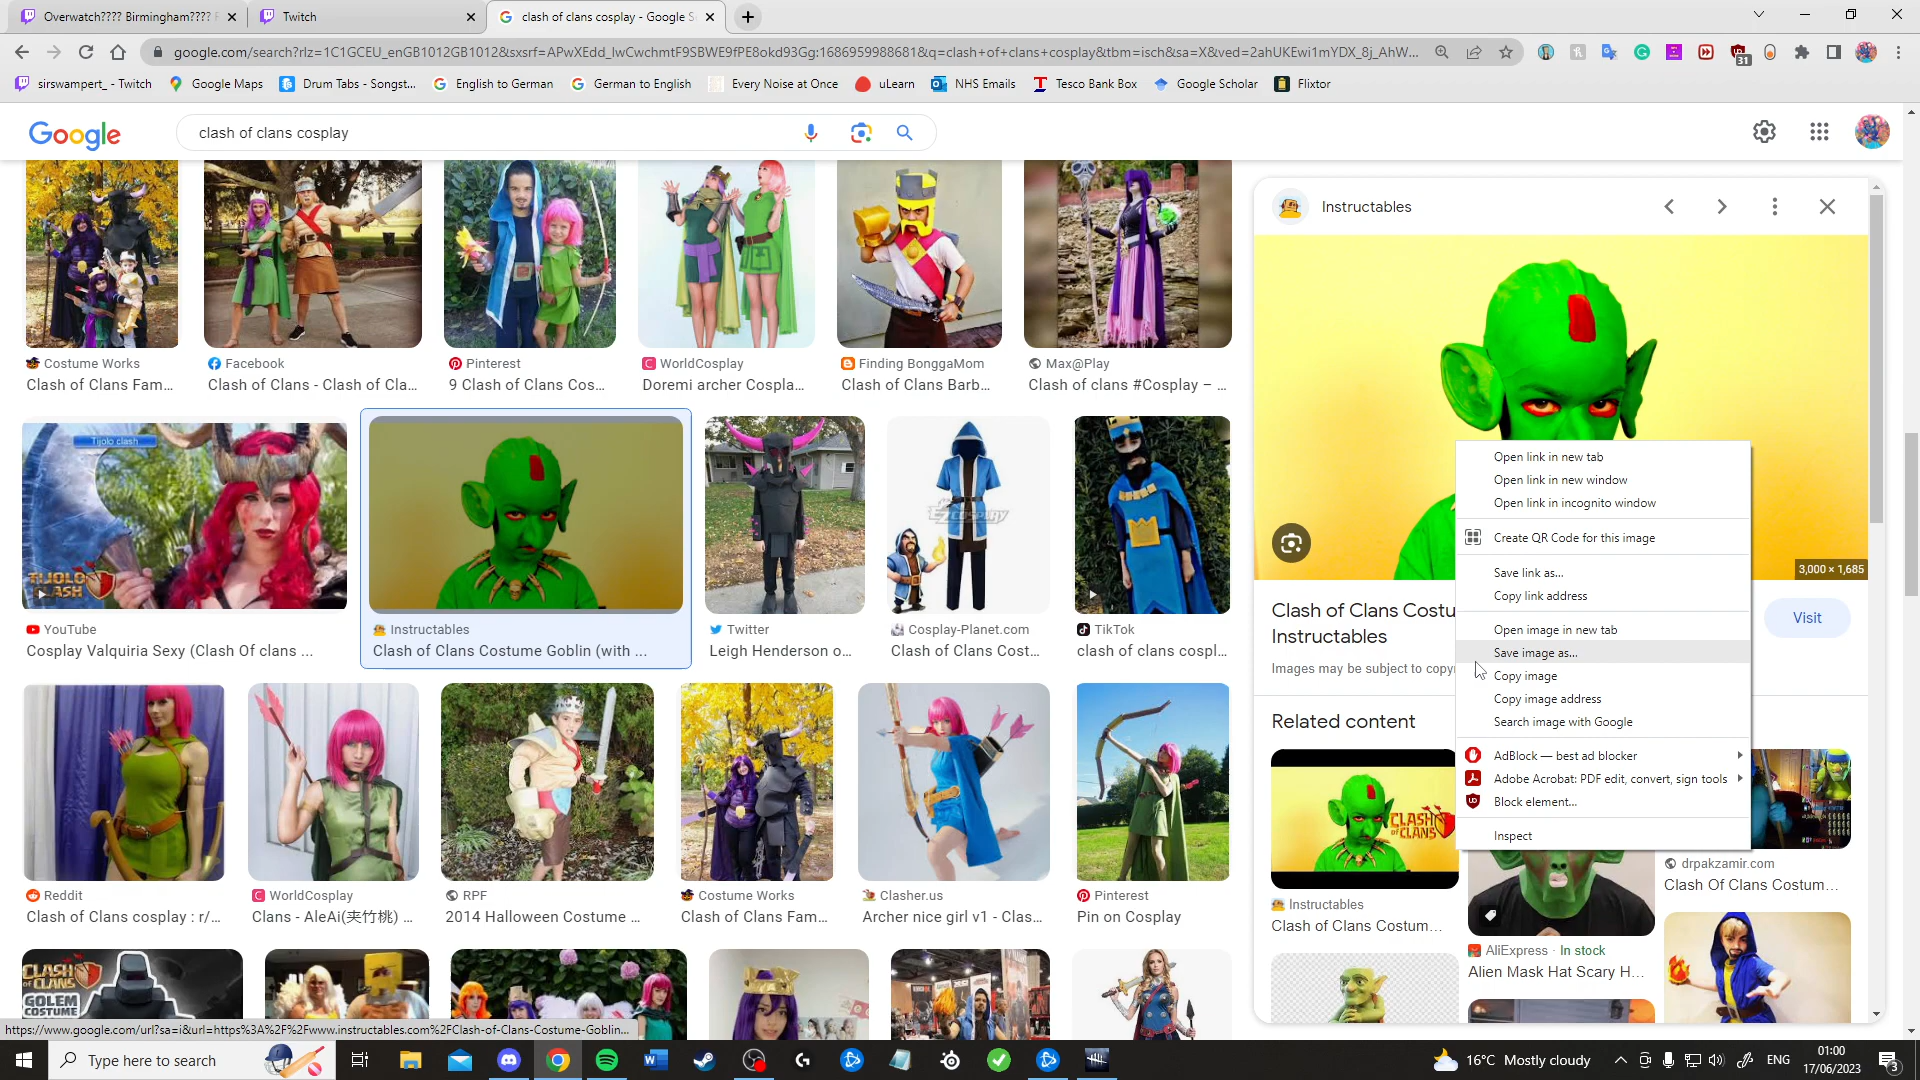 Overwatch???? Birmingham????
Twitch
clash of clans cosplay - Google S
google.com/search?rlz=1C1GCEU_enGB1012GB1012&sxsrf=APwXEdd_lwCwchmtF9SBWE9fPE8okd93Gg:1686959988681&q=clash+of+clans+cosplay&tbm=isch&sa=X&ved=2ahUKEwi1mYDX_8j_AhW...
31
sirswampert_ - Twitch
Google Maps
Drum Tabs - Songst...
English to German
German to English
Every Noise at Once
uLearn
NHS Emails
Tesco Bank Box
Google Scholar
Flixtor
Google
clash of clans cosplay
Costume Works
Clash of Clans Fam...
Facebook
Clash of Clans - Clash of Cla...
Pinterest
9 Clash of Clans Cos...
WorldCosplay
Doremi archer Cospla...
Finding BonggaMom
Clash of Clans Barb...
Max@Play
Clash of clans #Cosplay – ...
Tijolo clash
TIJOLO CLASH
YouTube
Cosplay Valquiria Sexy (Clash Of clans ...
Instructables
Clash of Clans Costume Goblin (with ...
Twitter
Leigh Henderson o...
Cosplay-Planet.com
Clash of Clans Cost...
TikTok
clash of clans cospl...
Reddit
Clash of Clans cosplay : r/...
WorldCosplay
Clans - AleAi(夹竹桃) ...
RPF
2014 Halloween Costume ...
Costume Works
Clash of Clans Fam...
Clasher.us
Archer nice girl v1 - Clas...
Pinterest
Pin on Cosplay
CLASH OF CLANS
GOLEM
COSTUME
Instructables
3,000 × 1,685
Clash of Clans Costu
Instructables
Visit
Images may be subject to copy
Related content
CLASH OF CLANS
Instructables
Clash of Clans Costum...
AliExpress · In stock
Alien Mask Hat Scary H...
drpakzamir.com
Clash Of Clans Costum...
Open link in new tab
Open link in new window
Open link in incognito window
Create QR Code for this image
Save link as...
Copy link address
Open image in new tab
Save image as...
Copy image
Copy image address
Search image with Google
AdBlock — best ad blocker
Adobe Acrobat: PDF edit, convert, sign tools
Block element...
Inspect
https://www.google.com/url?sa=i&url=https%3A%2F%2Fwww.instructables.com%2FClash-of-Clans-Costume-Goblin...
Type here to search
16°C Mostly cloudy
ENG
01:00
17/06/2023
3